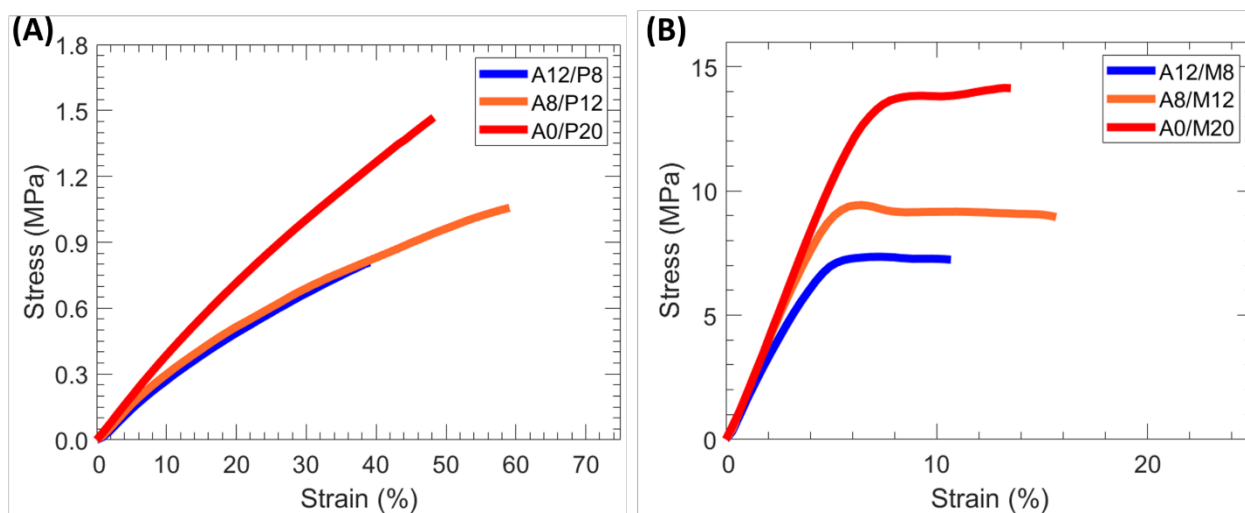 (A)
1.8
1.5
1.2
0.9
0.6
0.3
0.0
Stress (MPa)
A12/P8
A8/P12
A0/P20
0 10 20 30 40 50 60 70
Strain (%)
(B)
15
10
5
0
Stress (MPa)
A12/M8
A8/M12
A0/M20
0 10 20
Strain (%)